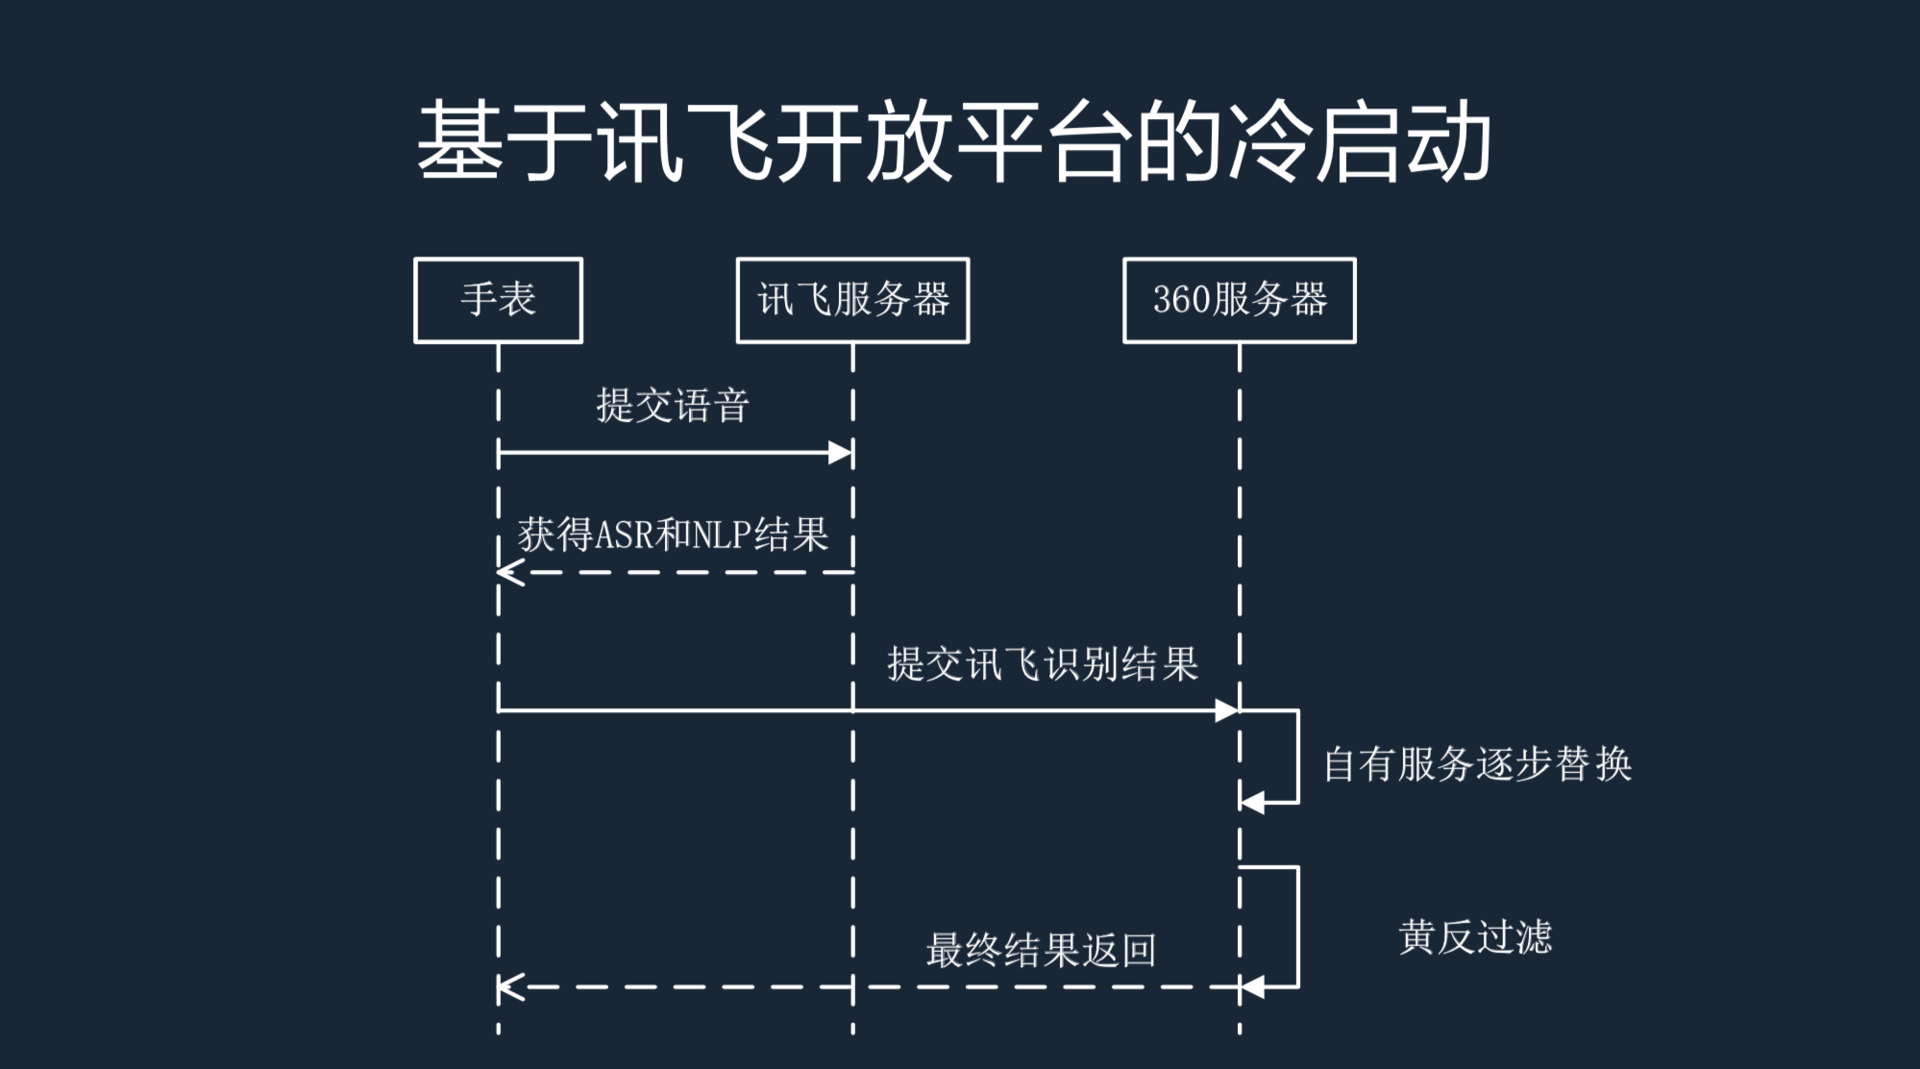 基于讯飞开放平台的冷启动
手表
讯飞服务器
360服务器
提交语音
获得ASR和NLP结果
提交讯飞识别结果
自有服务逐步替换
黄反过滤
最终结果返回